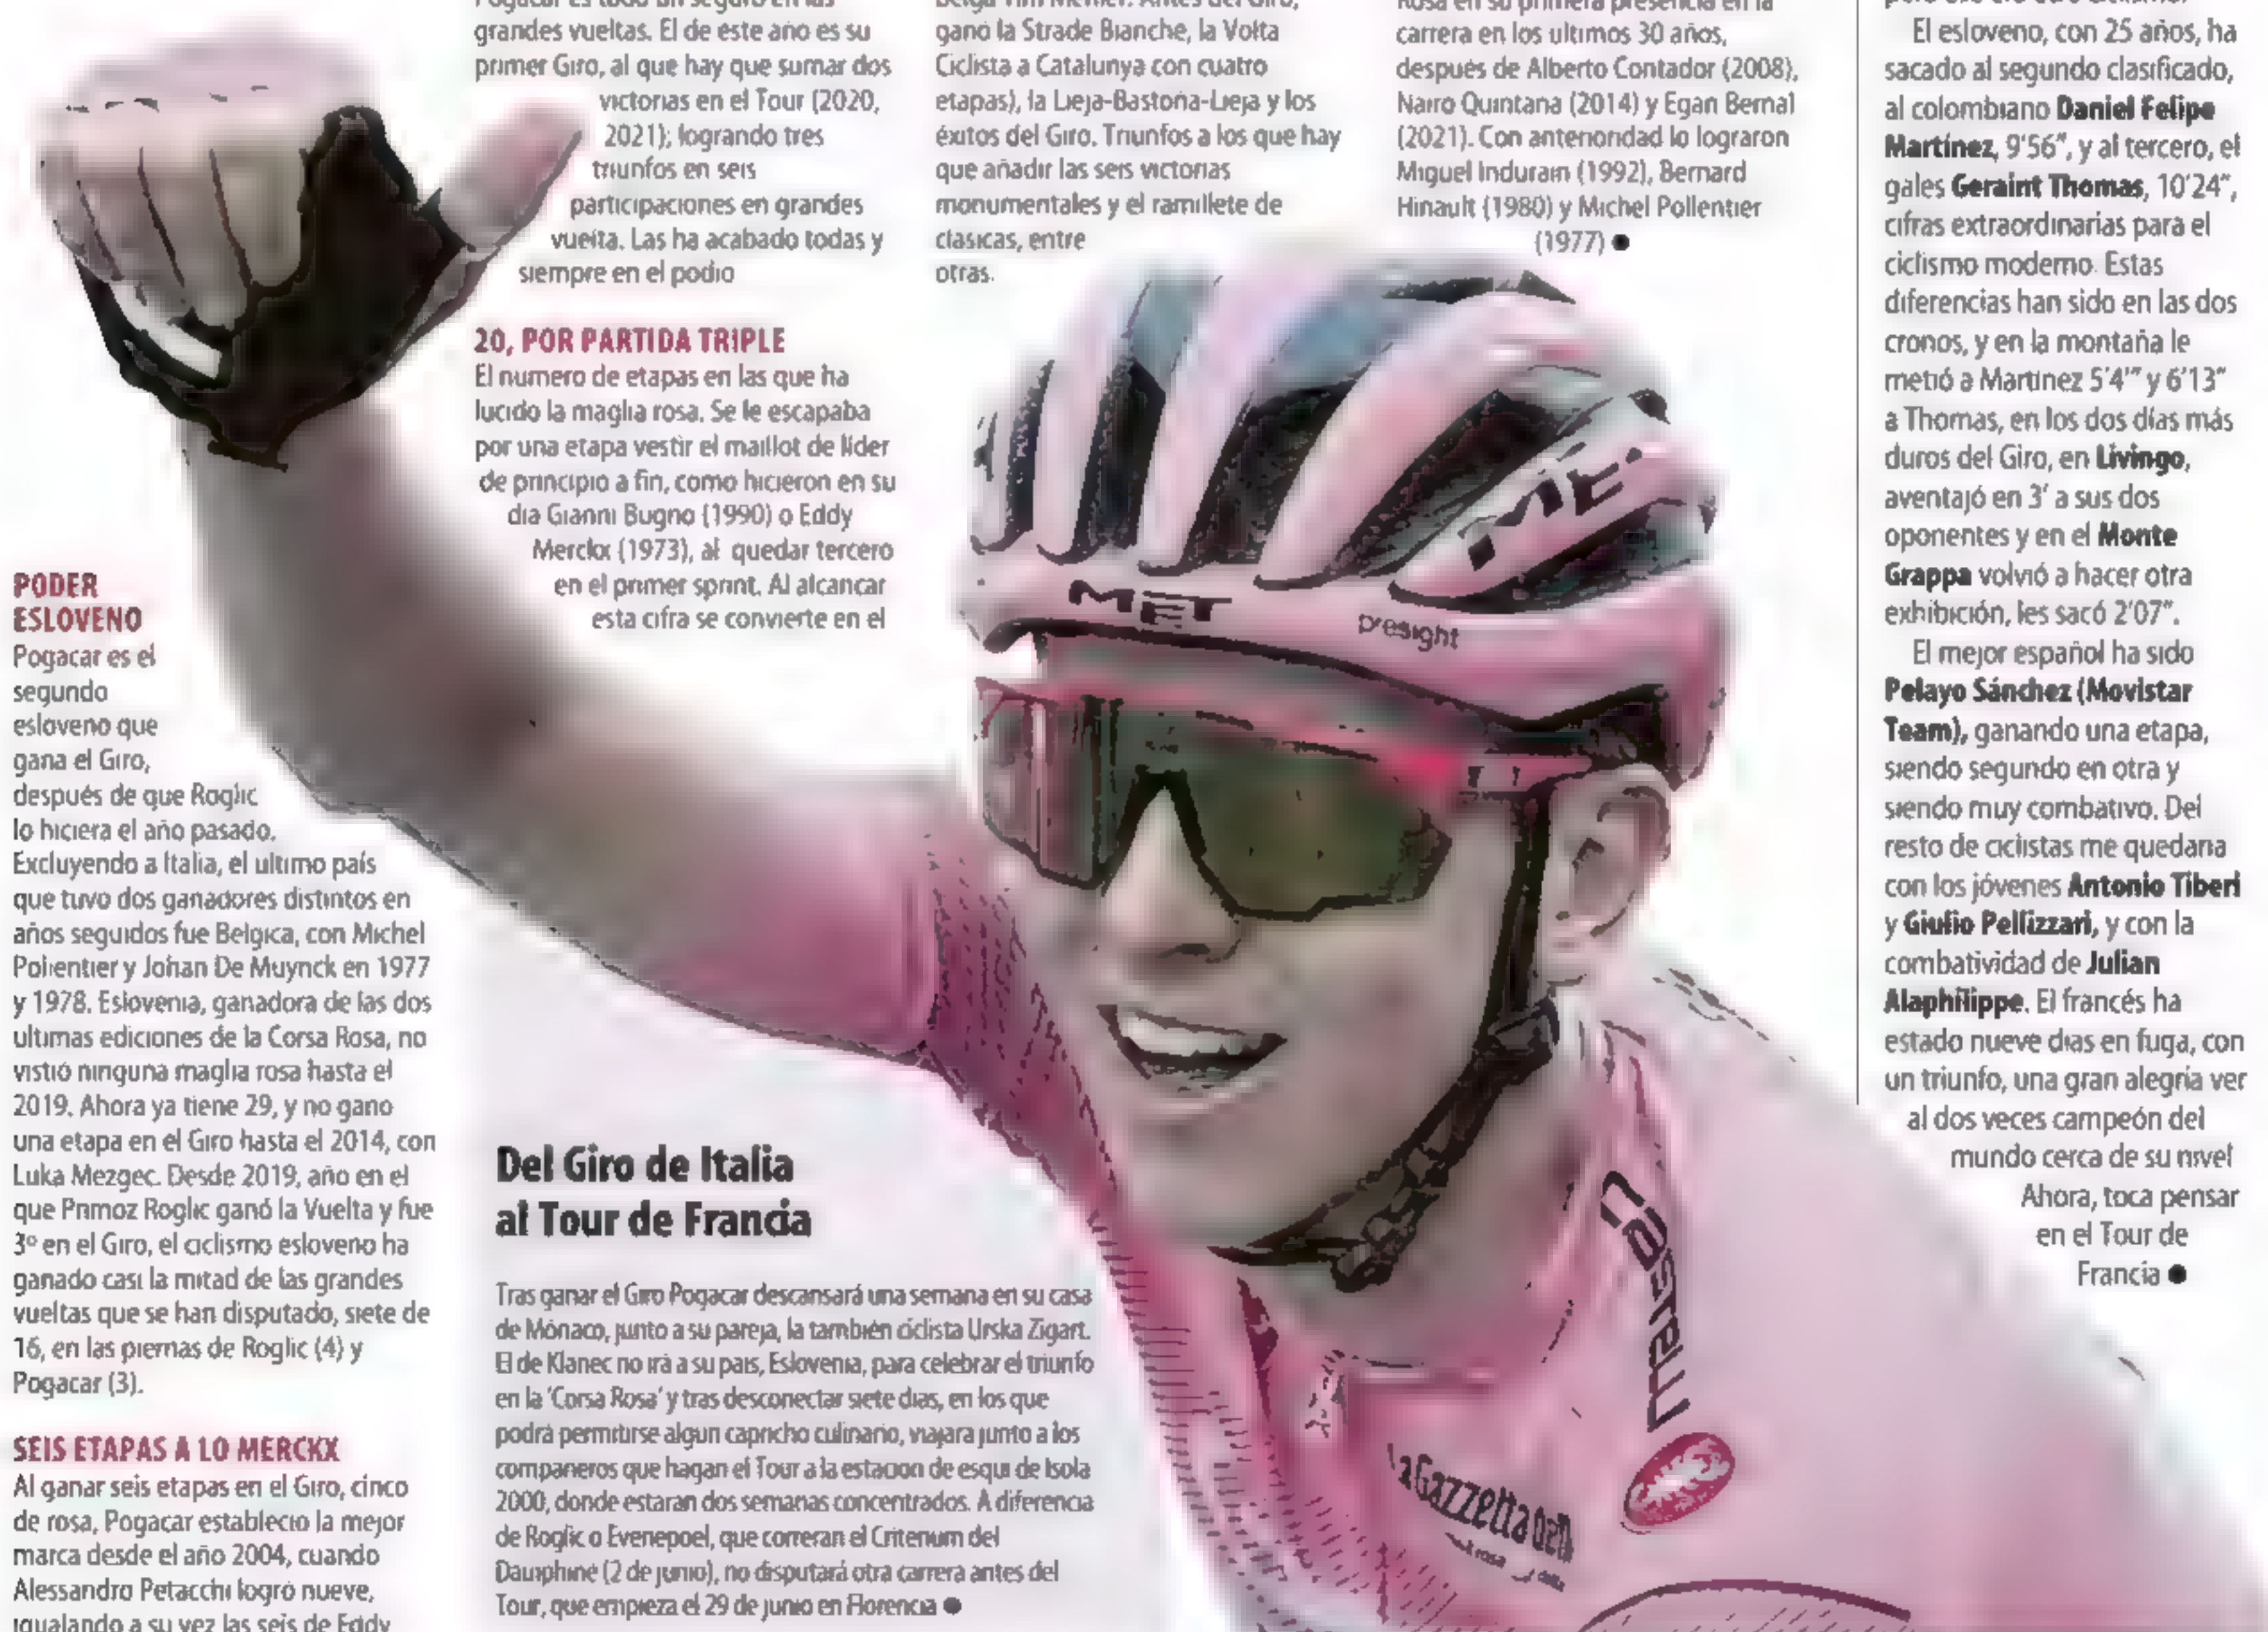 grandes vueltas. El de este año es su
primer Giro, al que hay que sumar dos
victorias en el Tour (2020,
2021); logrando tres
triunfos en seis
participaciones en grandes
vuelta. Las ha acabado todas y
siempre en el podio
20, POR PARTIDA TRIPLE
El numero de etapas en las que ha
lucido la maglia rosa. Se le escapaba
por una etapa vestir el maillot de líder
de principio a fin, como hicieron en su
dia Gianni Bugno (1990) o Eddy
Merckx (1973), al quedar tercero
en el primer sprint. Al alcancar
esta cifra se convierte en el
ganó la Strade Bianche, la Volta
Ciclista a Catalunya con cuatro
etapas), la Lieja-Bastoña-Lieja y los
éxitos del Giro. Triunfos a los que hay
que añadir las seis victorias
monumentales y el ramillete de
clasicas, entre
otras.
Rosa en su primera presencia en la
carrera en los ultimos 30 años,
después de Alberto Contador (2008),
Nairo Quintana (2014) y Egan Bernal
(2021). Con anterioridad lo lograron
Miguel Indurain (1992), Bernard
Hinault (1980) y Michel Pollentier
(1977) ●
PODER
ESLOVENO
Pogacar es el
segundo
esloveno que
gana el Giro,
después de que Roglic
lo hiciera el año pasado.
Excluyendo a Italia, el ultimo país
que tuvo dos ganadores distintos en
años seguidos fue Belgica, con Michel
Pollentier y Johan De Muynck en 1977
y 1978. Eslovenia, ganadora de las dos
ultimas ediciones de la Corsa Rosa, no
vistió ninguna maglia rosa hasta el
2019. Ahora ya tiene 29, y no gano
una etapa en el Giro hasta el 2014, con
Luka Mezgec. Desde 2019, año en el
que Primoz Roglic ganó la Vuelta y fue
3º en el Giro, el ciclismo esloveno ha
ganado casi la mitad de las grandes
vueltas que se han disputado, siete de
16, en las piernas de Roglic (4) y
Pogacar (3).
SEIS ETAPAS A LO MERCKX
Al ganar seis etapas en el Giro, cinco
de rosa, Pogacar establecio la mejor
marca desde el año 2004, cuando
Alessandro Petacchi logró nueve,
igualando a su vez las seis de Eddy
Del Giro de Italia
al Tour de Francia
Tras ganar el Giro Pogacar descansará una semana en su casa
de Mónaco, junto a su pareja, la también ciclista Urska Zigart.
El de Klanec no irá a su pais, Eslovenia, para celebrar el triunfo
en la 'Corsa Rosa' y tras desconectar siete dias, en los que
podrá permitirse algun capricho culinario, viajara junto a los
companeros que hagan el Tour a la estacion de esqui de Isola
2000, donde estaran dos semanas concentrados. A diferencia
de Roglic o Evenepoel, que correran el Criterium del
Dauphiné (2 de junio), no disputará otra carrera antes del
Tour, que empieza el 29 de junio en Florencia ●
MET
MET
presight
castelli
La Gazzetta dell
El esloveno, con 25 años, ha
sacado al segundo clasificado,
al colombiano Daniel Felipe
Martínez, 9'56", y al tercero, el
gales Geraint Thomas, 10'24",
cifras extraordinarias para el
ciclismo moderno. Estas
diferencias han sido en las dos
cronos, y en la montaña le
metió a Martinez 5'4'" y 6'13"
a Thomas, en los dos días más
duros del Giro, en Livingo,
aventajó en 3' a sus dos
oponentes y en el Monte
Grappa volvió a hacer otra
exhibición, les sacó 2'07".
El mejor español ha sido
Pelayo Sánchez (Movistar
Team), ganando una etapa,
siendo segundo en otra y
siendo muy combativo. Del
resto de ciclistas me quedaria
con los jóvenes Antonio Tiberi
y Giulio Pellizzari, y con la
combatividad de Julian
Alaphilippe. El francés ha
estado nueve dias en fuga, con
un triunfo, una gran alegría ver
al dos veces campeón del
mundo cerca de su nivel
Ahora, toca pensar
en el Tour de
Francia ●